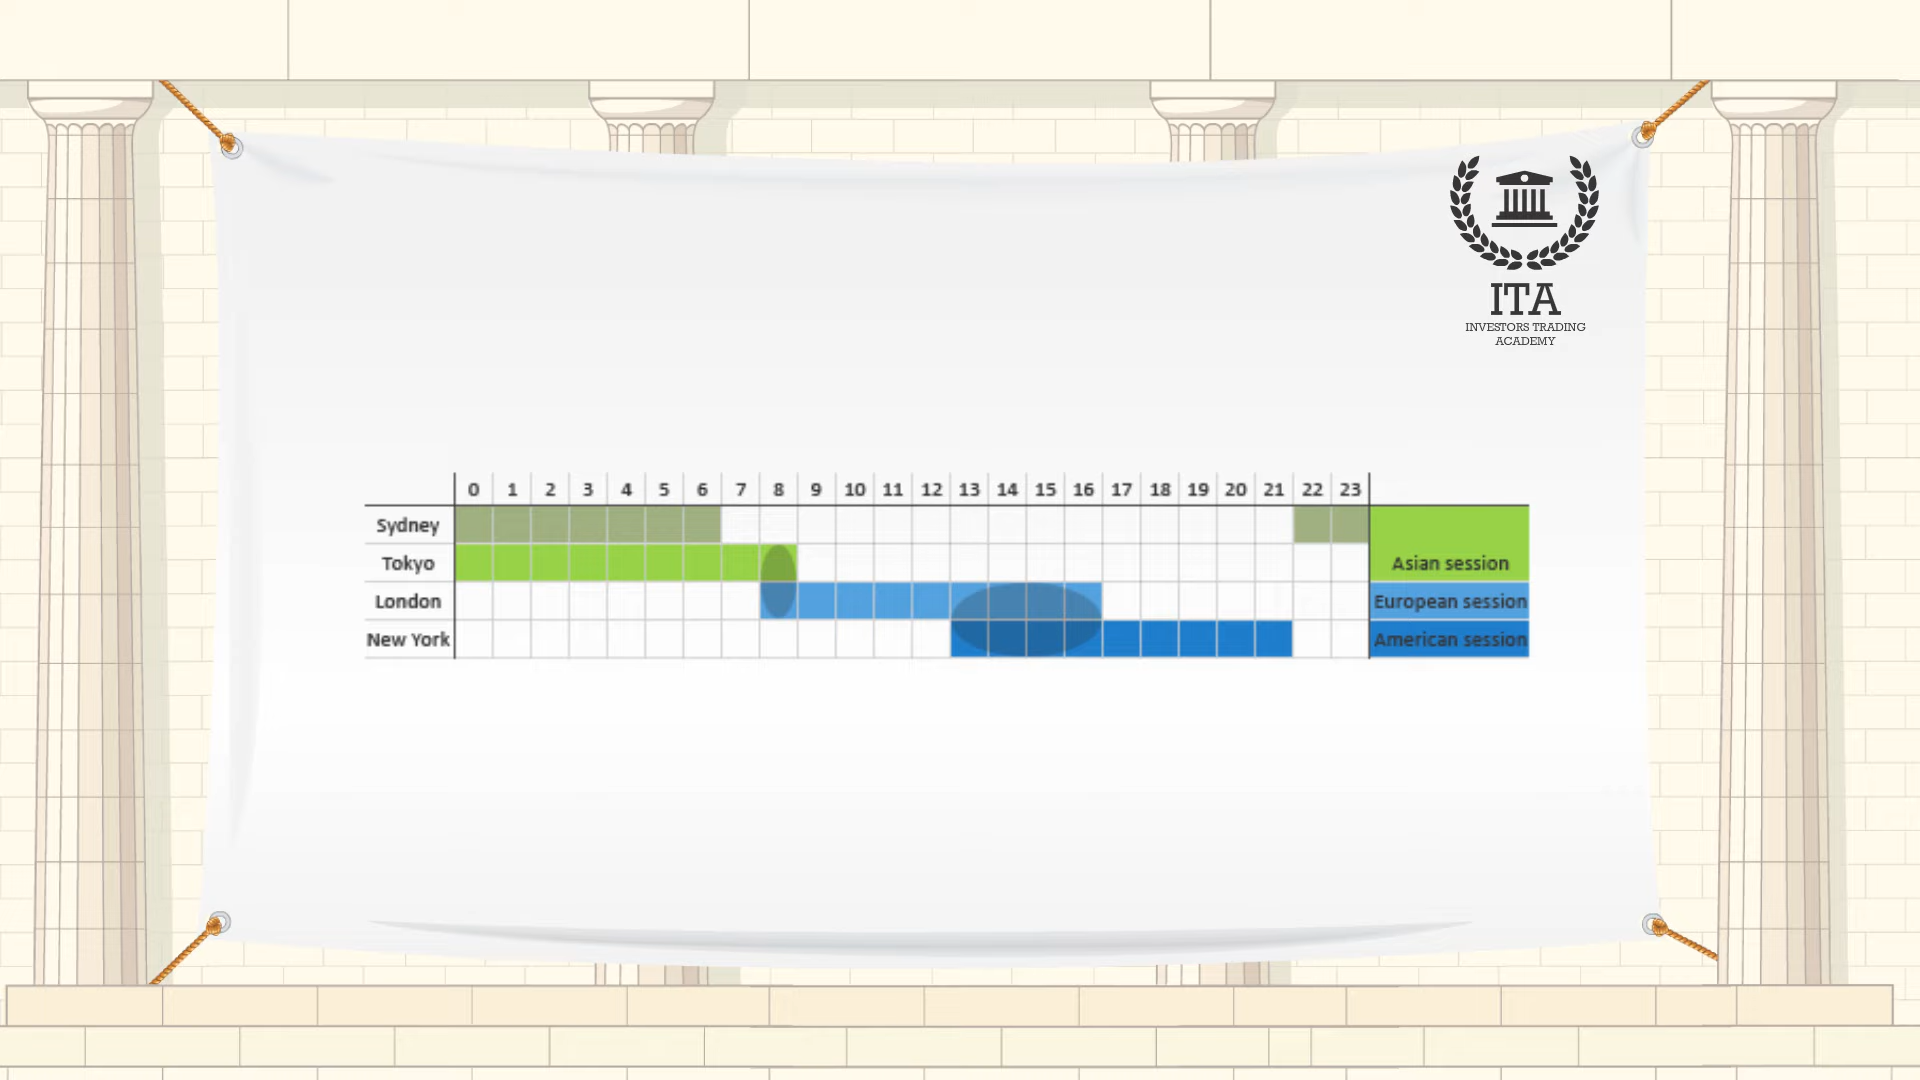 ITA
INVESTORS TRADING
ACADEMY
0 1 2 3 4 5 6 7 8 9 10 11 12 13 14 15 16 17 18 19 20 21 22 23
Sydney
Tokyo Asian session
London European session
New York American session